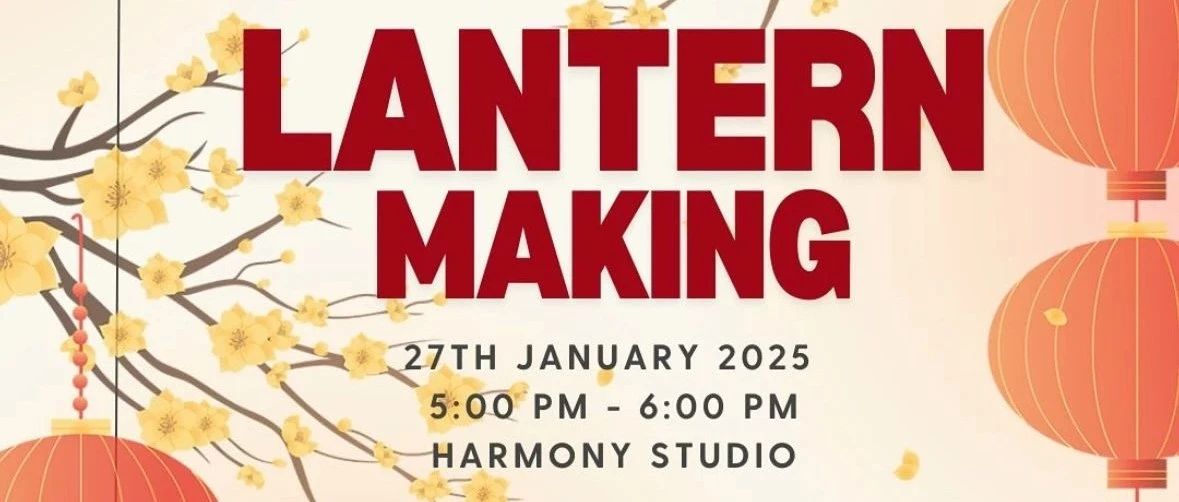 LANTERN
MAKING
27TH JANUARY 2025
5:00 PM - 6:00 PM
HARMONY STUDIO